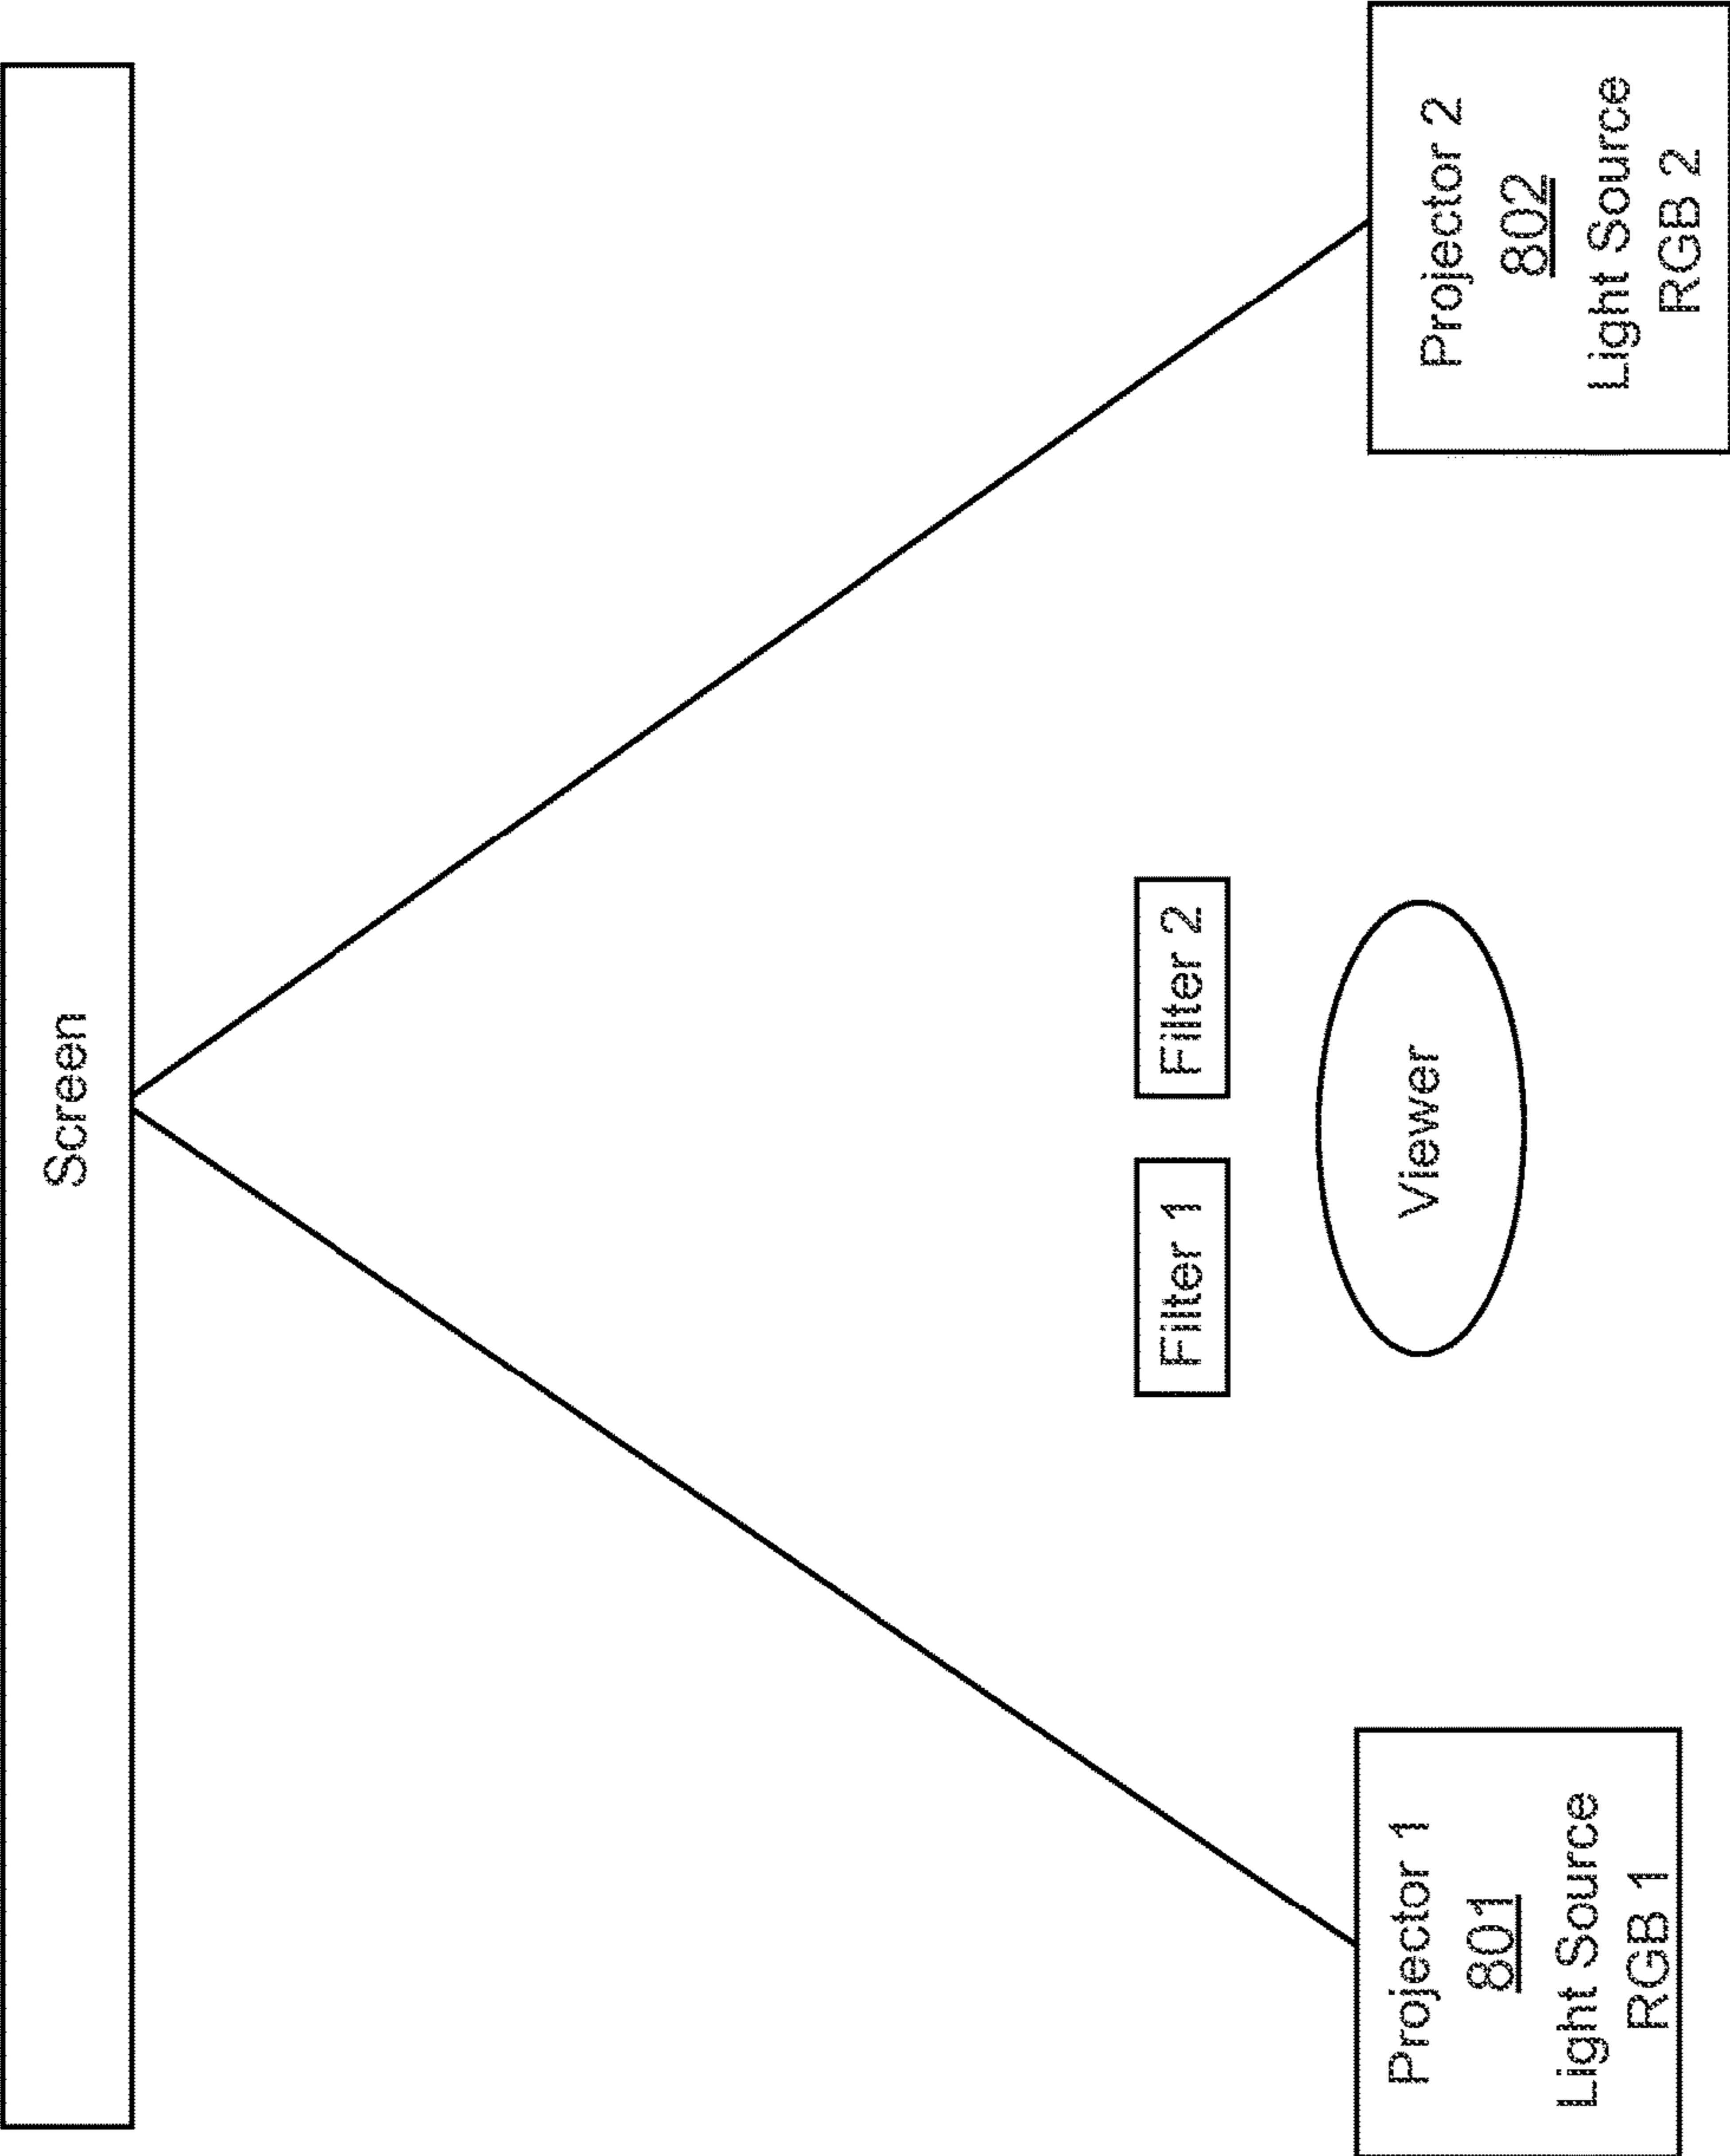 Screen
Filter 1
Filter 2
Viewer
Projector 1
801
Light Source
RGB 1
Projector 2
802
Light Source
RGB 2